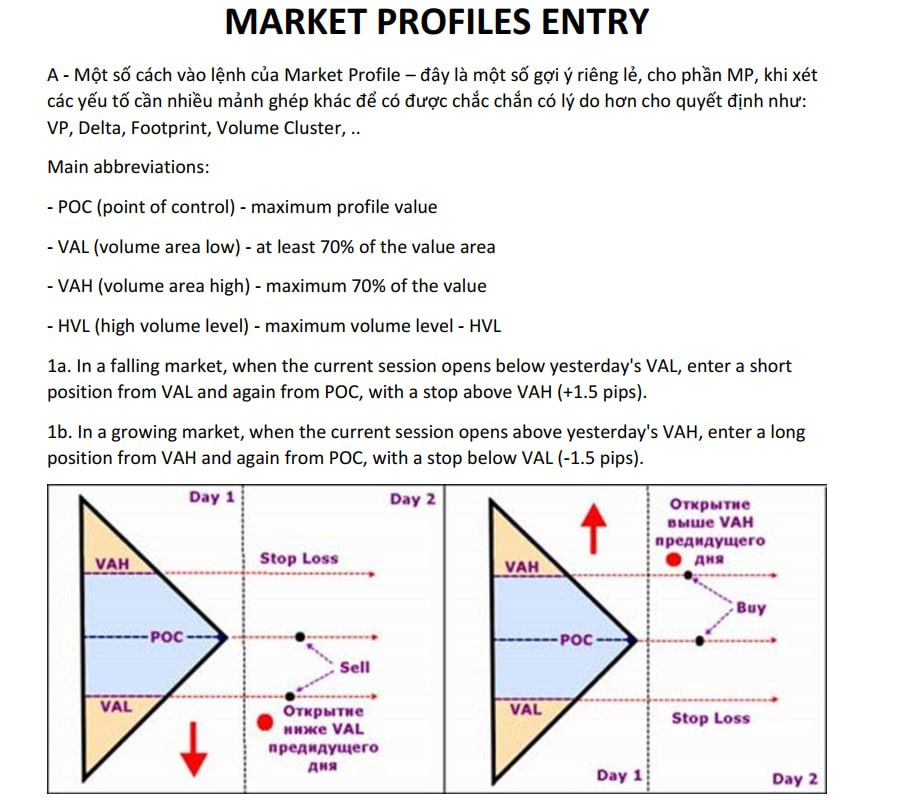 MARKET PROFILES ENTRY
A - Một số cách vào lệnh của Market Profile – đây là một số gợi ý riêng lẻ, cho phần MP, khi xét
các yếu tố cần nhiều mảnh ghép khác để có được chắc chắn có lý do hơn cho quyết định như:
VP, Delta, Footprint, Volume Cluster, ..
Main abbreviations:
- POC (point of control) - maximum profile value
- VAL (volume area low) - at least 70% of the value area
- VAH (volume area high) - maximum 70% of the value
- HVL (high volume level) - maximum volume level - HVL
1a. In a falling market, when the current session opens below yesterday's VAL, enter a short
position from VAL and again from POC, with a stop above VAH (+1.5 pips).
1b. In a growing market, when the current session opens above yesterday's VAH, enter a long
position from VAH and again from POC, with a stop below VAL (-1.5 pips).
Day 1
Day 2
VAH
Stop Loss
POC
Sell
VAL
Открытие
ниже VAL
предидущего
дня
Открытие
выше VAH
предидущего
дня
VAH
Buy
POC
VAL
Stop Loss
Day 1
Day 2